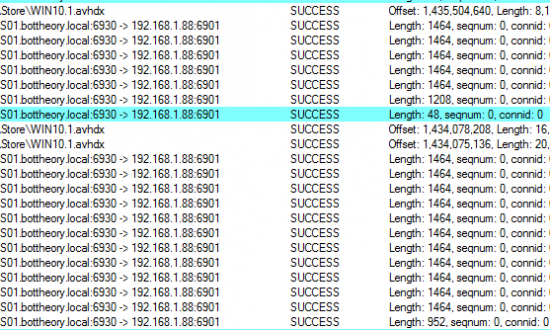 .Store\WIN10.1.avhdx SUCCESS Offset: 1,435,504,640, Length: 8,1
S01.bottheory.local:6930 -> 192.168.1.88:6901 SUCCESS Length: 1464, seqnum: 0, connid:
S01.bottheory.local:6930 -> 192.168.1.88:6901 SUCCESS Length: 1464, seqnum: 0, connid:
S01.bottheory.local:6930 -> 192.168.1.88:6901 SUCCESS Length: 1464, seqnum: 0, connid:
S01.bottheory.local:6930 -> 192.168.1.88:6901 SUCCESS Length: 1464, seqnum: 0, connid:
S01.bottheory.local:6930 -> 192.168.1.88:6901 SUCCESS Length: 1464, seqnum: 0, connid:
S01.bottheory.local:6930 -> 192.168.1.88:6901 SUCCESS Length: 1208, seqnum: 0, connid:
S01.bottheory.local:6930 -> 192.168.1.88:6901 SUCCESS Length: 48, seqnum: 0, connid: 0
.Store\WIN10.1.avhdx SUCCESS Offset: 1,434,078,208, Length: 16,
.Store\WIN10.1.avhdx SUCCESS Offset: 1,434,075,136, Length: 20,
S01.bottheory.local:6930 -> 192.168.1.88:6901 SUCCESS Length: 1464, seqnum: 0, connid:
S01.bottheory.local:6930 -> 192.168.1.88:6901 SUCCESS Length: 1464, seqnum: 0, connid:
S01.bottheory.local:6930 -> 192.168.1.88:6901 SUCCESS Length: 1464, seqnum: 0, connid:
S01.bottheory.local:6930 -> 192.168.1.88:6901 SUCCESS Length: 1464, seqnum: 0, connid:
S01.bottheory.local:6930 -> 192.168.1.88:6901 SUCCESS Length: 1464, seqnum: 0, connid:
S01.bottheory.local:6930 -> 192.168.1.88:6901 SUCCESS Length: 1464, seqnum: 0, connid:
S01.bottheory.local:6930 -> 192.168.1.88:6901 SUCCESS Length: 1464, seqnum: 0, connid:
S01.bottheory.local:6930 -> 192.168.1.88:6901 SUCCESS Length: 1464, seqnum: 0, connid:
S01.bottheory.local:6930 -> 192.168.1.88:6901 SUCCESS Length: 1464, seqnum: 0, connid:
S01.bottheory.local:6930 -> 192.168.1.88:6901 SUCCESS Length: 1464, seqnum: 0, connid:
S01.bottheory.local:6930 -> 192.168.1.88:6901 SUCCESS Length: 1464, seqnum: 0, connid:
S01.bottheory.local:6930 -> 192.168.1.88:6901 SUCCESS Length: 952, seqnum: 0, connid: 0